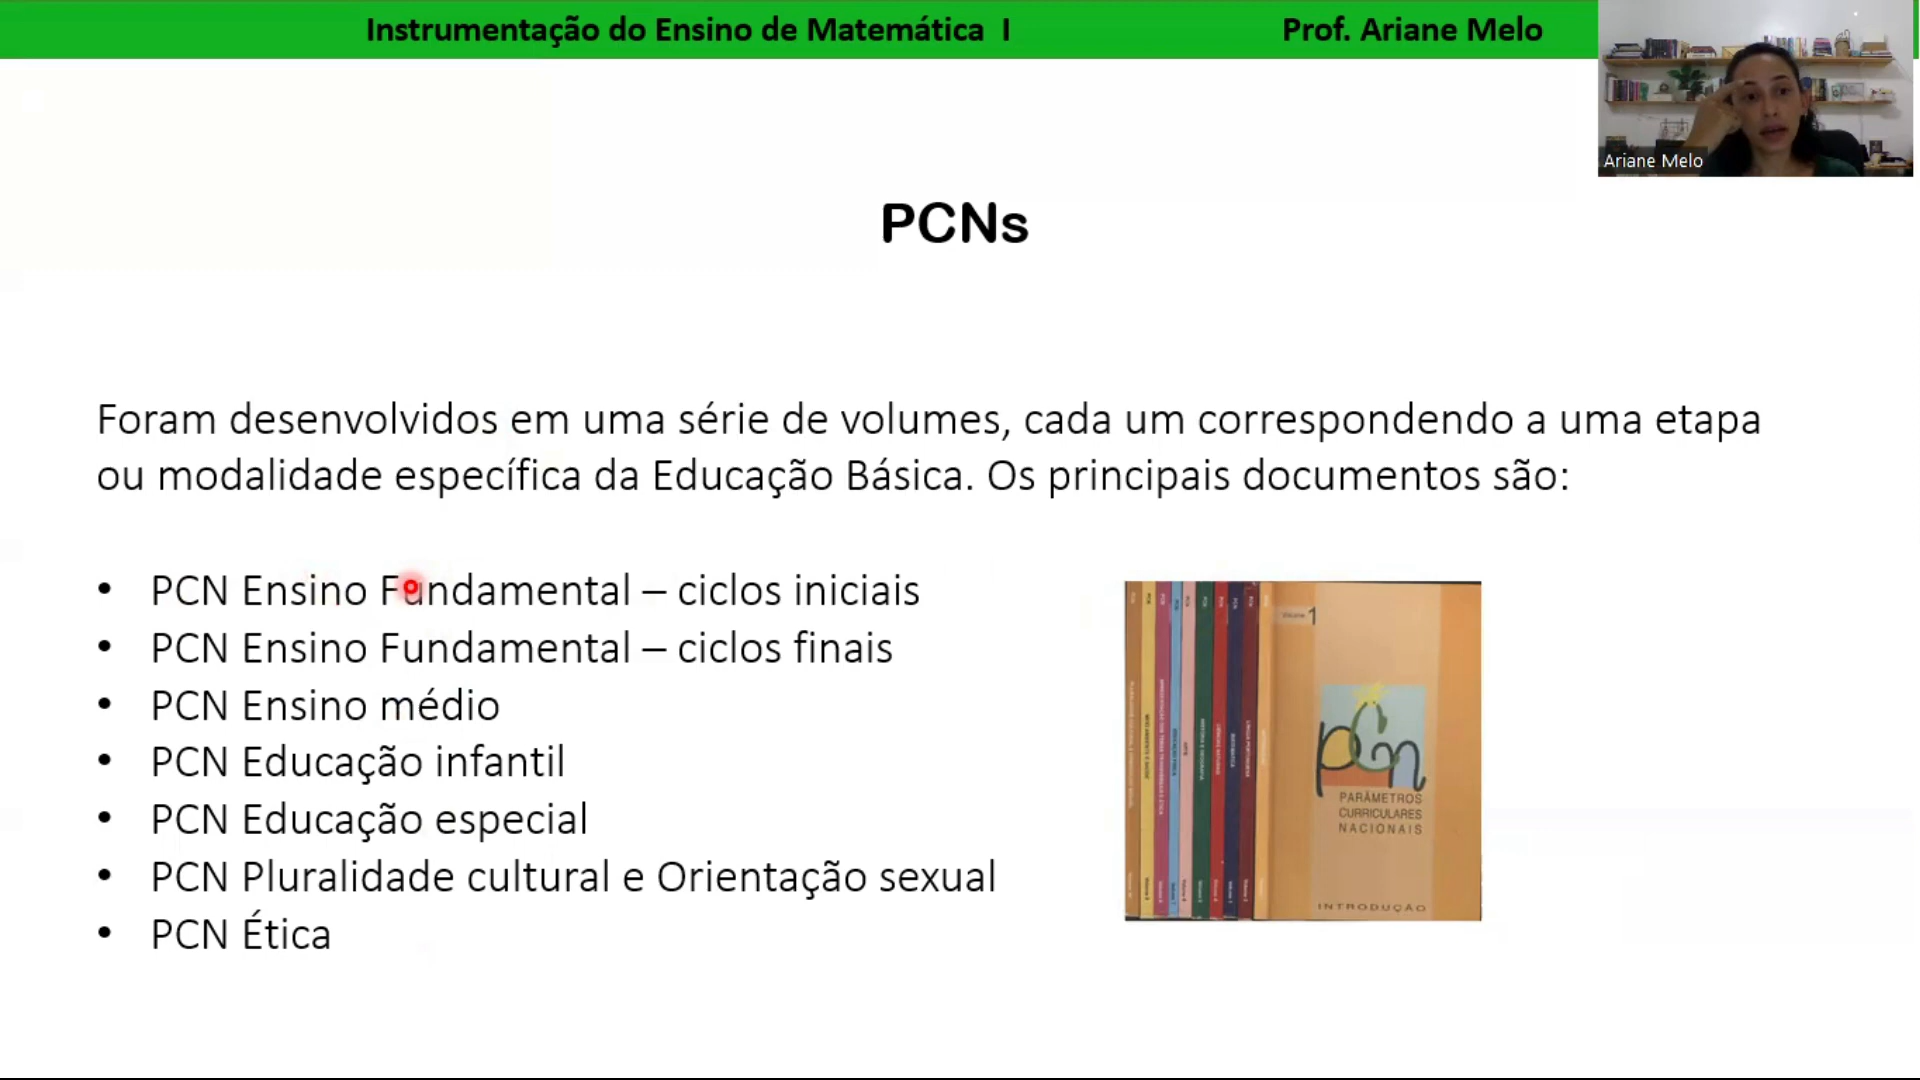 Instrumentação do Ensino de Matemática I
Prof. Ariane Melo
Ariane Melo
PCNs
Foram desenvolvidos em uma série de volumes, cada um correspondendo a uma etapa
ou modalidade específica da Educação Básica. Os principais documentos são:
• PCN Ensino Fundamental – ciclos iniciais
• PCN Ensino Fundamental – ciclos finais
• PCN Ensino médio
• PCN Educação infantil
• PCN Educação especial
• PCN Pluralidade cultural e Orientação sexual
• PCN Ética
Volume 1
pcn
PARÂMETROS
CURRICULARES
NACIONAIS
INTRODUÇÃO